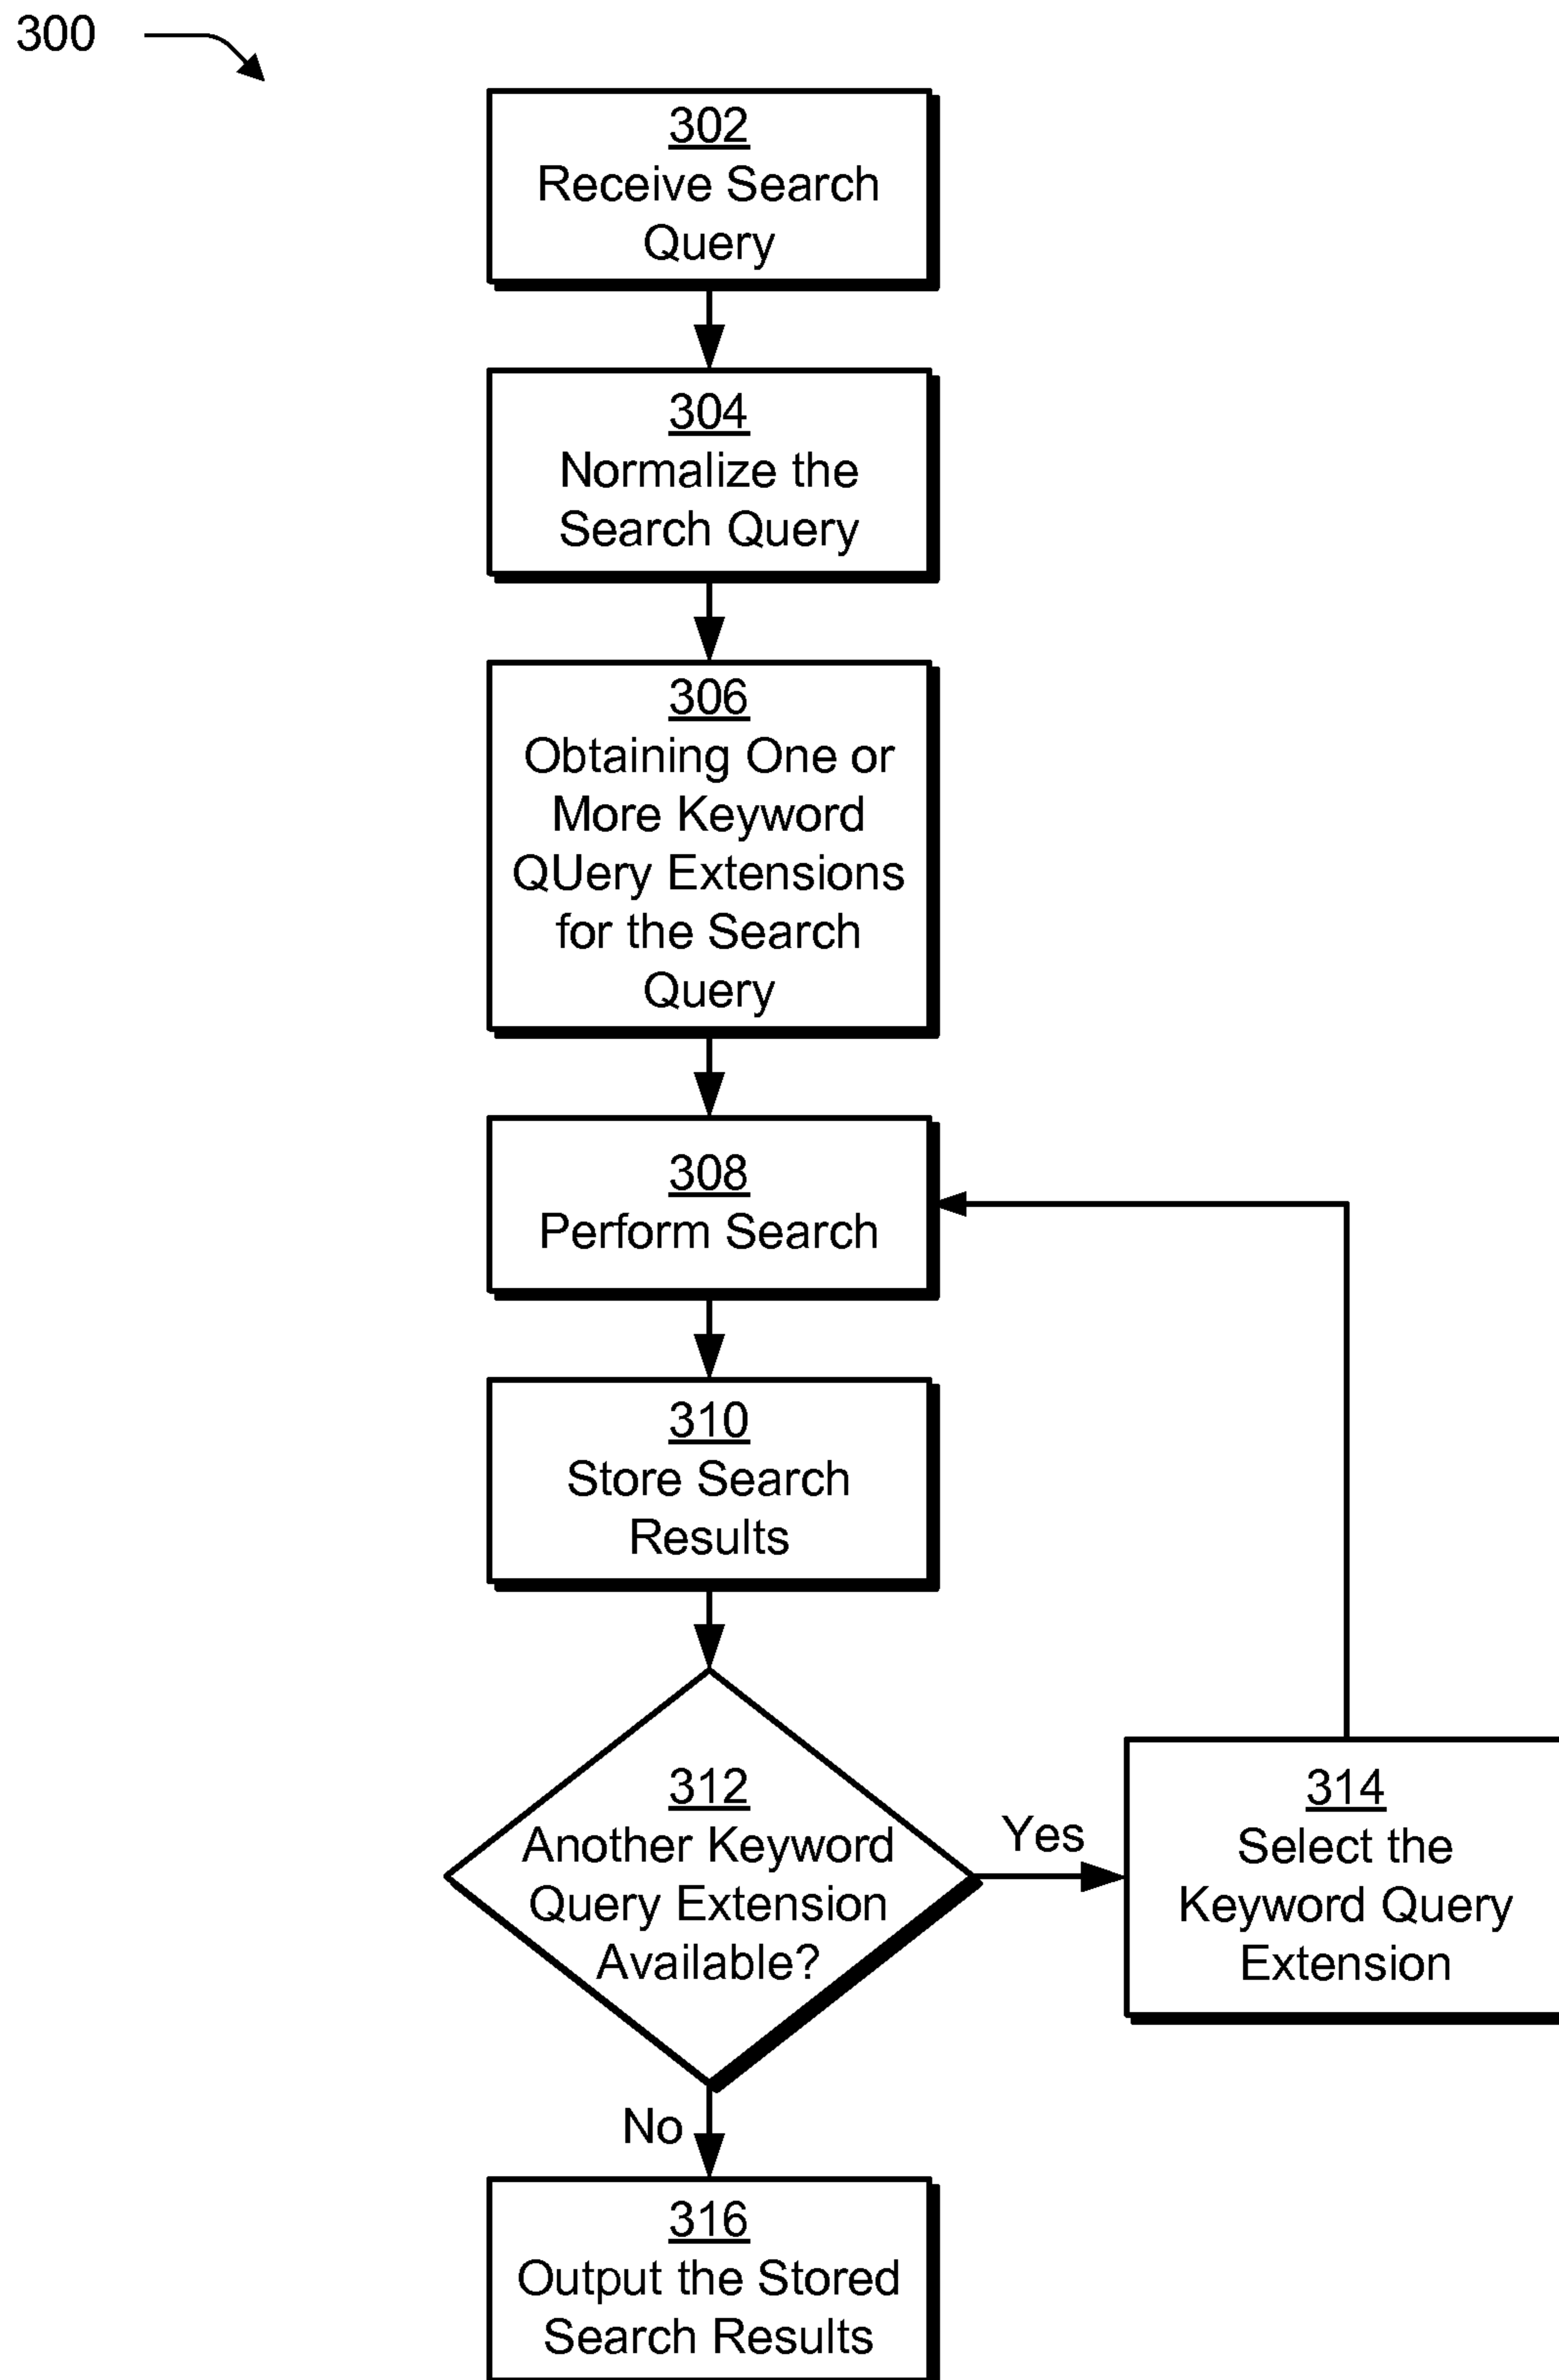 300
302
Receive Search
Query
304
Normalize the
Search Query
306
Obtaining One or
More Keyword
QUery Extensions
for the Search
Query
308
Perform Search
310
Store Search
Results
312
Another Keyword
Query Extension
Available?
Yes
314
Select the
Keyword Query
Extension
No
316
Output the Stored
Search Results